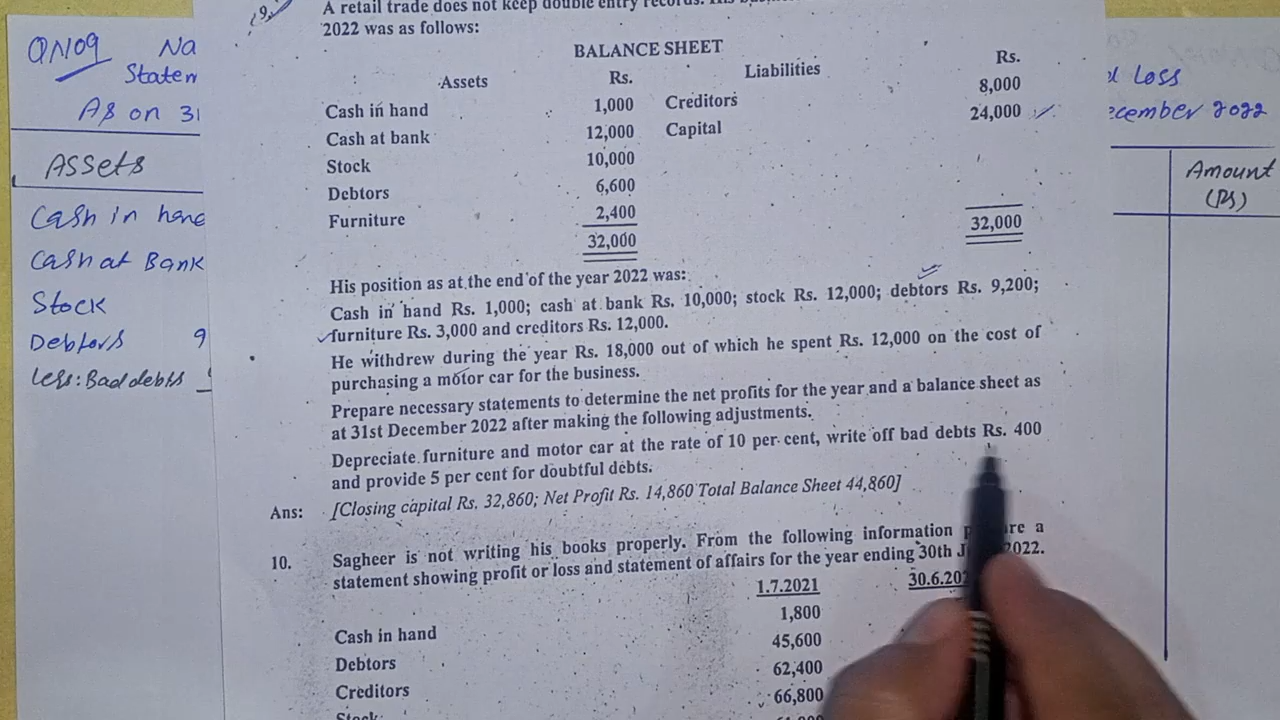 9.
A retail trade does not keep double entry records.
2022 was as follows:
BALANCE SHEET
Assets Rs. Liabilities Rs.
Cash in hand 1,000 Creditors 8,000
Cash at bank 12,000 Capital 24,000
Stock 10,000
Debtors 6,600
Furniture 2,400
32,000 32,000
His position as at the end of the year 2022 was:
Cash in hand Rs. 1,000; cash at bank Rs. 10,000; stock Rs. 12,000; debtors Rs. 9,200;
furniture Rs. 3,000 and creditors Rs. 12,000.
He withdrew during the year Rs. 18,000 out of which he spent Rs. 12,000 on the cost of
purchasing a motor car for the business.
Prepare necessary statements to determine the net profits for the year and a balance sheet as
at 31st December 2022 after making the following adjustments.
Depreciate furniture and motor car at the rate of 10 per cent, write off bad debts Rs. 400
and provide 5 per cent for doubtful debts.
Ans: [Closing capital Rs. 32,860; Net Profit Rs. 14,860 Total Balance Sheet 44,860]
10. Sagheer is not writing his books properly. From the following information a
statement showing profit or loss and statement of affairs for the year ending 30th 2022.
1.7.2021 30.6.202
Cash in hand 1,800
Debtors 45,600
Creditors 62,400
Stock 66,800
QN09 Na
Statem
As on 31
Assets
Cash in hand
Cash at Bank
Stock
Debtors 9
Less: Bad debts
d Loss
ecember 2022
Amount
(Rs)